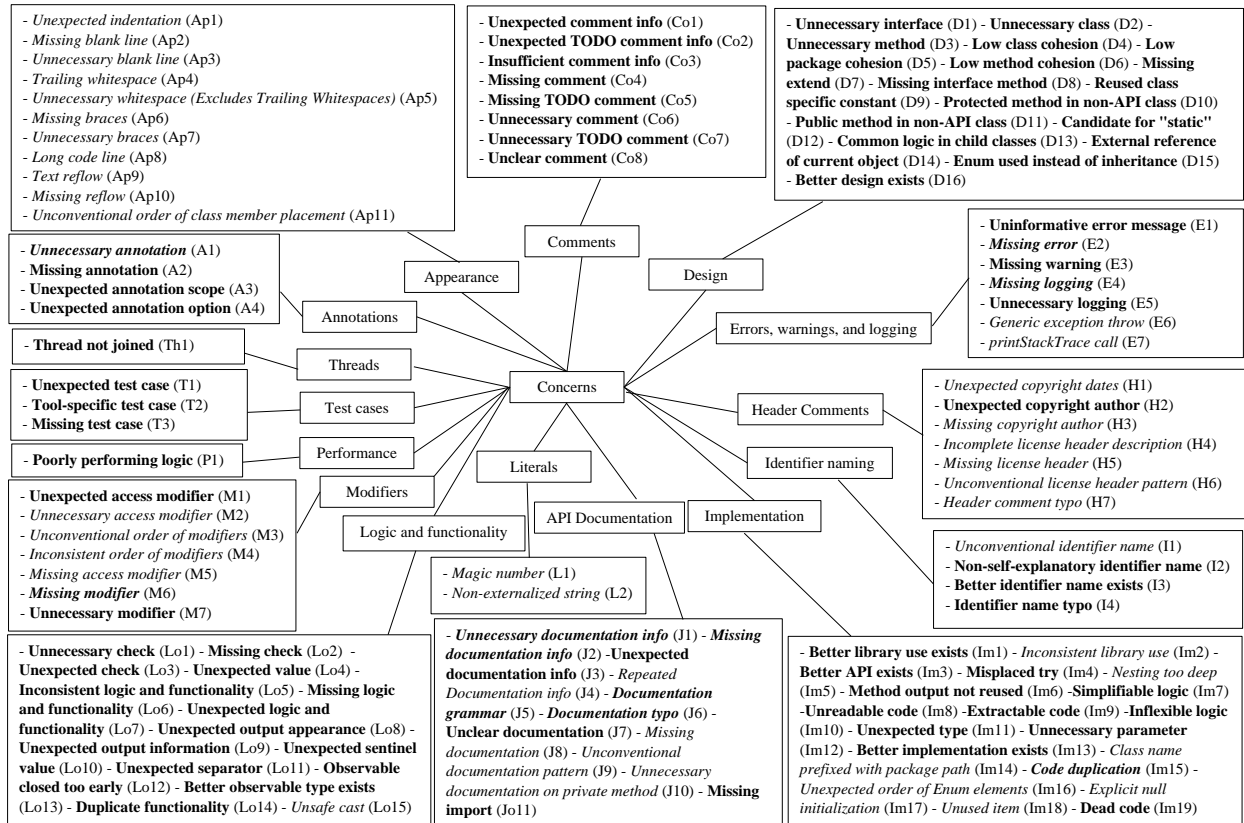 - Unexpected indentation (Ap1)
- Missing blank line (Ap2)
- Unnecessary blank line (Ap3)
- Trailing whitespace (Ap4)
- Unnecessary whitespace (Excludes Trailing Whitespaces) (Ap5)
- Missing braces (Ap6)
- Unnecessary braces (Ap7)
- Long code line (Ap8)
- Text reflow (Ap9)
- Missing reflow (Ap10)
- Unconventional order of class member placement (Ap11)
- Unexpected comment info (Co1)
- Unexpected TODO comment info (Co2)
- Insufficient comment info (Co3)
- Missing comment (Co4)
- Missing TODO comment (Co5)
- Unnecessary comment (Co6)
- Unnecessary TODO comment (Co7)
- Unclear comment (Co8)
- Unnecessary interface (D1) - Unnecessary class (D2) -
Unnecessary method (D3) - Low class cohesion (D4) - Low
package cohesion (D5) - Low method cohesion (D6) - Missing
extend (D7) - Missing interface method (D8) - Reused class
specific constant (D9) - Protected method in non-API class (D10)
- Public method in non-API class (D11) - Candidate for "static"
(D12) - Common logic in child classes (D13) - External reference
of current object (D14) - Enum used instead of inheritance (D15)
- Better design exists (D16)
Appearance
Comments
Design
- Unnecessary annotation (A1)
- Missing annotation (A2)
- Unexpected annotation scope (A3)
- Unexpected annotation option (A4)
Annotations
Errors, warnings, and logging
- Uninformative error message (E1)
- Missing error (E2)
- Missing warning (E3)
- Missing logging (E4)
- Unnecessary logging (E5)
- Generic exception throw (E6)
- printStackTrace call (E7)
- Thread not joined (Th1)
Threads
Concerns
- Unexpected test case (T1)
- Tool-specific test case (T2)
- Missing test case (T3)
Test cases
Header Comments
- Unexpected copyright dates (H1)
- Unexpected copyright author (H2)
- Missing copyright author (H3)
- Incomplete license header description (H4)
- Missing license header (H5)
- Unconventional license header pattern (H6)
- Header comment typo (H7)
- Poorly performing logic (P1)
Performance
Literals
Identifier naming
- Unexpected access modifier (M1)
- Unnecessary access modifier (M2)
- Unconventional order of modifiers (M3)
- Inconsistent order of modifiers (M4)
- Missing access modifier (M5)
- Missing modifier (M6)
- Unnecessary modifier (M7)
Modifiers
Logic and functionality
API Documentation
Implementation
- Magic number (L1)
- Non-externalized string (L2)
- Unconventional identifier name (I1)
- Non-self-explanatory identifier name (I2)
- Better identifier name exists (I3)
- Identifier name typo (I4)
- Unnecessary check (Lo1) - Missing check (Lo2) -
Unexpected check (Lo3) - Unexpected value (Lo4) -
Inconsistent logic and functionality (Lo5) - Missing logic
and functionality (Lo6) - Unexpected logic and
functionality (Lo7) - Unexpected output appearance (Lo8) -
Unexpected output information (Lo9) - Unexpected sentinel
value (Lo10) - Unexpected separator (Lo11) - Observable
closed too early (Lo12) - Better observable type exists
(Lo13) - Duplicate functionality (Lo14) - Unsafe cast (Lo15)
- Unnecessary documentation info (J1) - Missing
documentation info (J2) -Unexpected
documentation info (J3) - Repeated
Documentation info (J4) - Documentation
grammar (J5) - Documentation typo (J6) -
Unclear documentation (J7) - Missing
documentation (J8) - Unconventional
documentation pattern (J9) - Unnecessary
documentation on private method (J10) - Missing
import (Jo11)
- Better library use exists (Im1) - Inconsistent library use (Im2) -
Better API exists (Im3) - Misplaced try (Im4) - Nesting too deep
(Im5) - Method output not reused (Im6) -Simplifiable logic (Im7)
-Unreadable code (Im8) -Extractable code (Im9) - Inflexible logic
(Im10) - Unexpected type (Im11) - Unnecessary parameter
(Im12) - Better implementation exists (Im13) - Class name
prefixed with package path (Im14) - Code duplication (Im15) -
Unexpected order of Enum elements (Im16) - Explicit null
initialization (Im17) - Unused item (Im18) - Dead code (Im19)